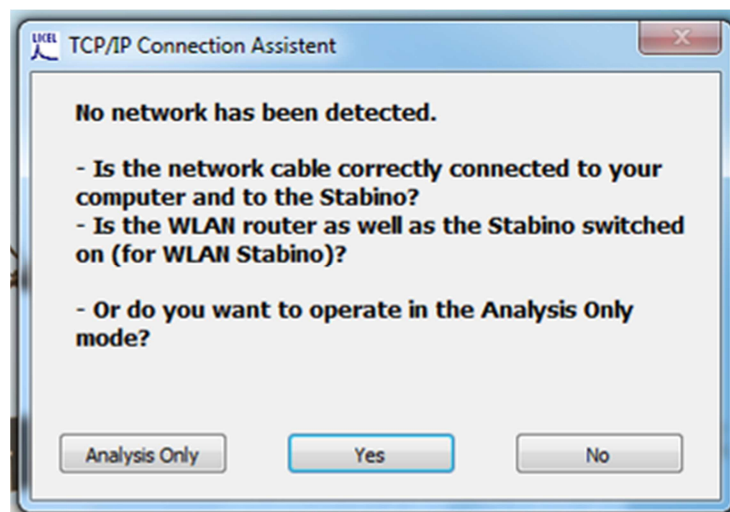 LICEL
TCP/IP Connection Assistent
No network has been detected.
- Is the network cable correctly connected to your
computer and to the Stabino?
- Is the WLAN router as well as the Stabino switched
on (for WLAN Stabino)?
- Or do you want to operate in the Analysis Only
mode?
Analysis Only
Yes
No